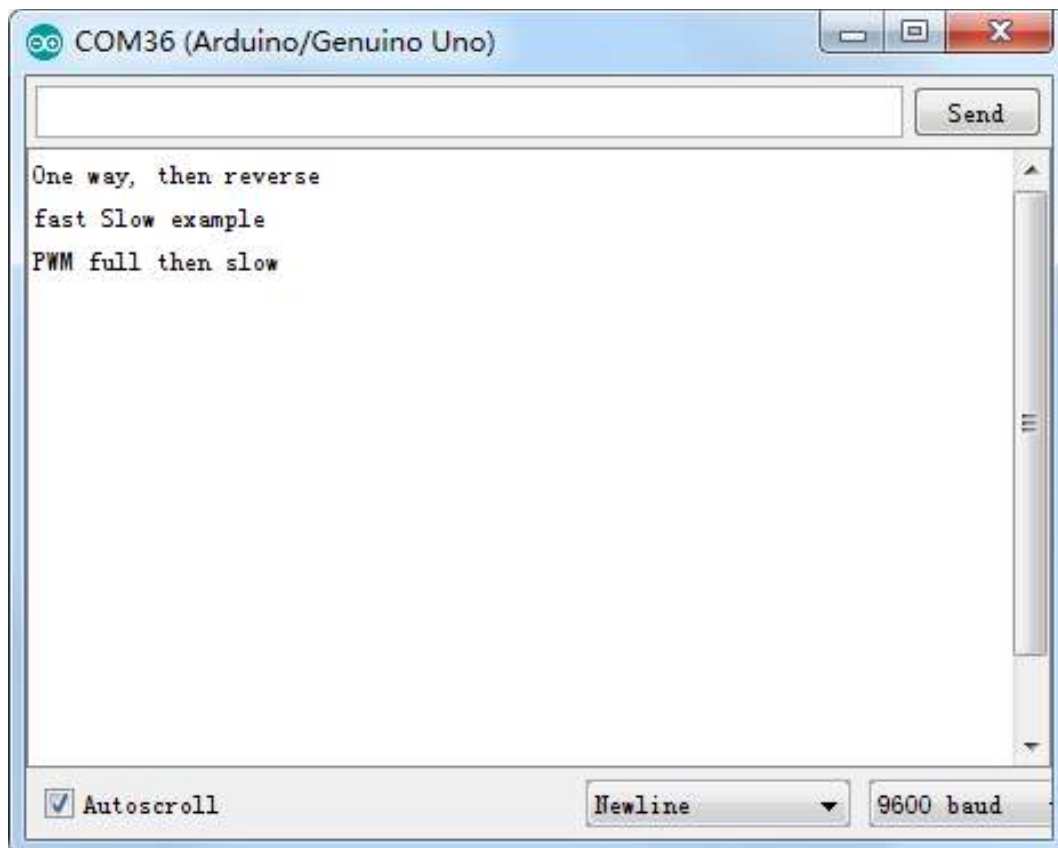 COM36 (Arduino/Genuino Uno)
Send
One way, then reverse
fast Slow example
PWM full then slow
Autoscroll
Newline
9600 baud